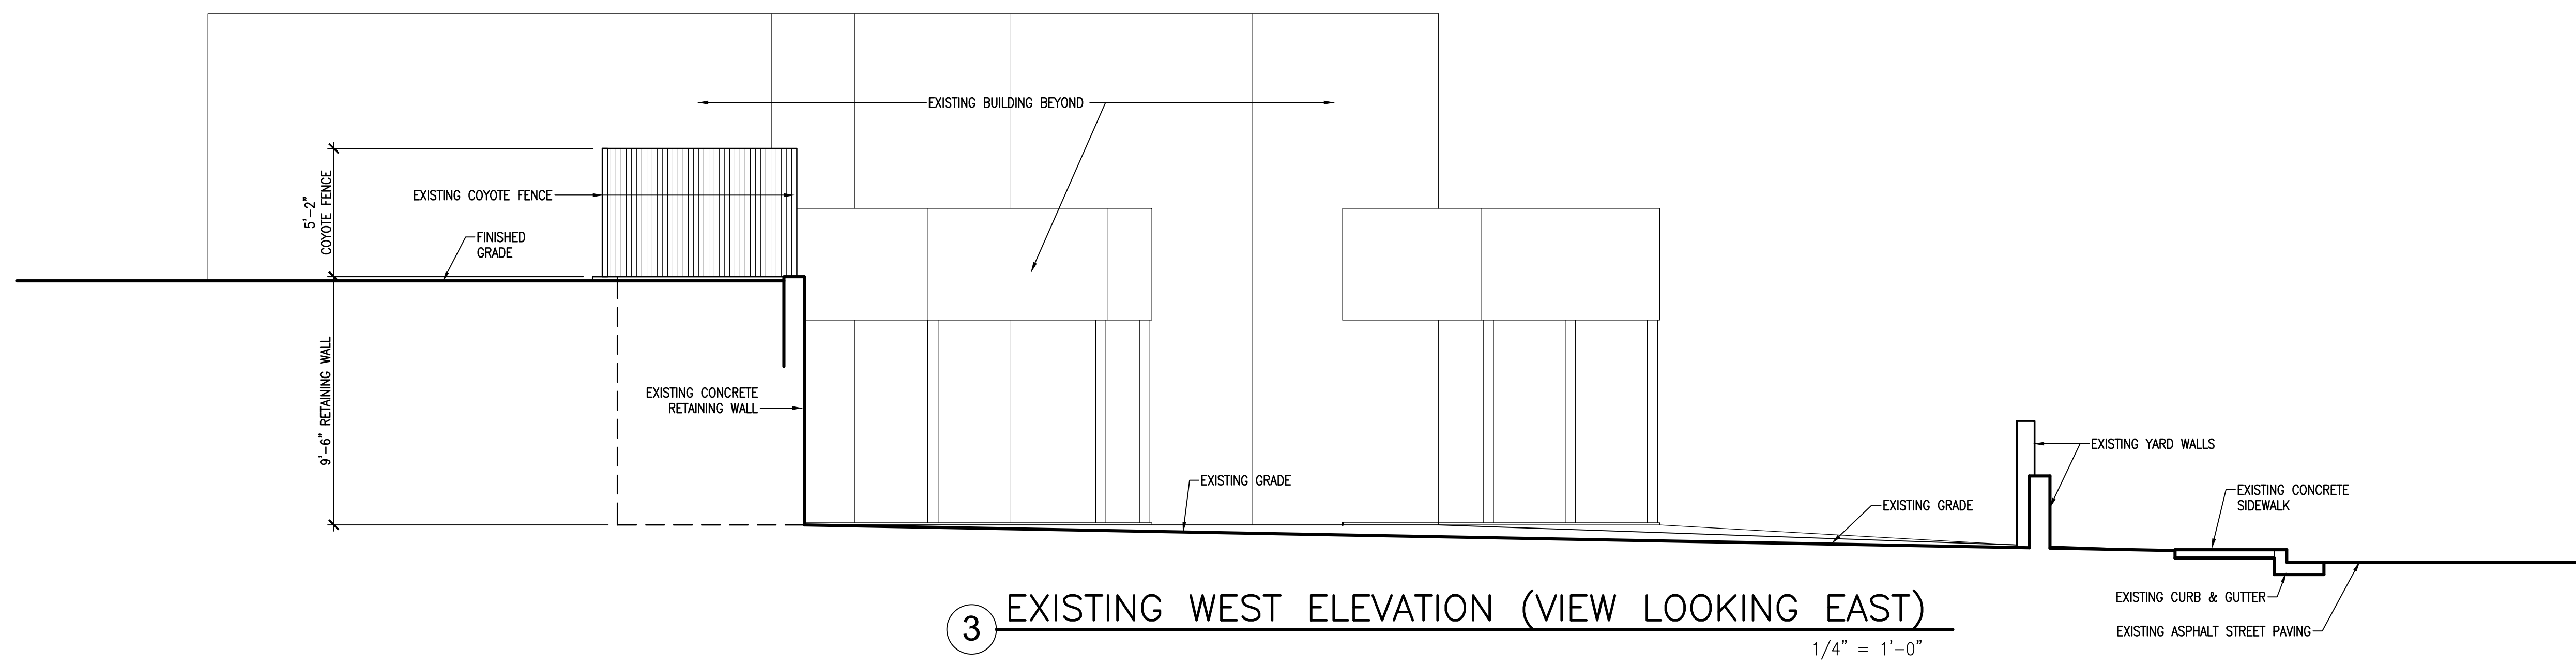 EXISTING BUILDING BEYOND
5'-2"
COYOTE FENCE
EXISTING COYOTE FENCE
FINISHED
GRADE
9'-6" RETAINING WALL
EXISTING CONCRETE
RETAINING WALL
EXISTING GRADE
EXISTING GRADE
EXISTING YARD WALLS
EXISTING CONCRETE
SIDEWALK
EXISTING CURB & GUTTER
EXISTING ASPHALT STREET PAVING
3 EXISTING WEST ELEVATION (VIEW LOOKING EAST)
1/4" = 1'-0"